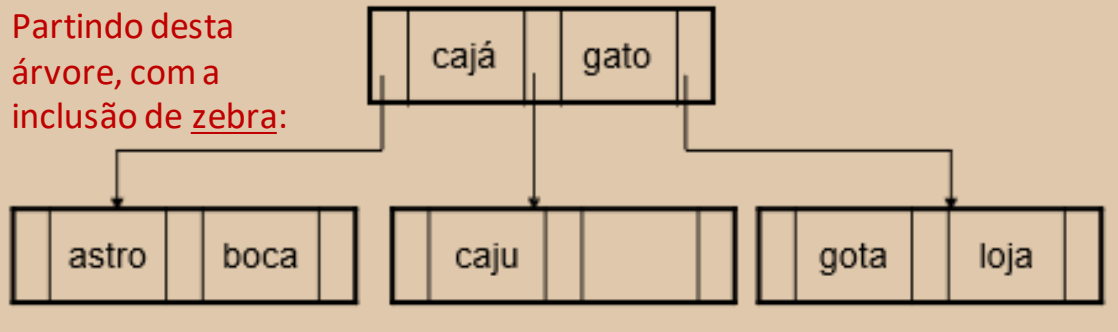 Partindo desta
árvore, com a
inclusão de zebra:
cajá gato
astro boca caju gota loja